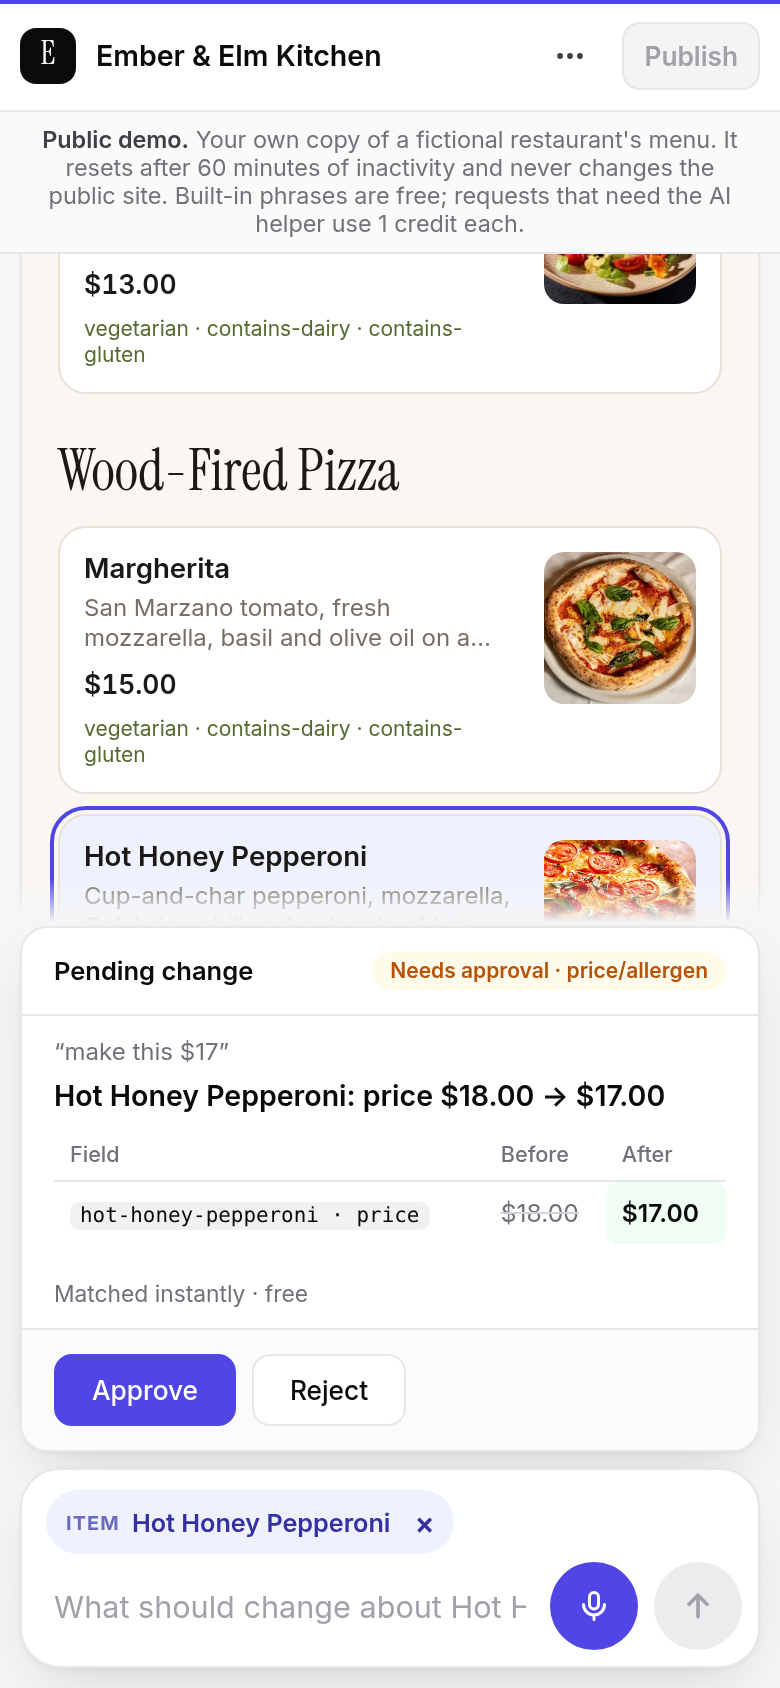 E
Ember & Elm Kitchen
Publish
Public demo. Your own copy of a fictional restaurant's menu. It
resets after 60 minutes of inactivity and never changes the
public site. Built-in phrases are free; requests that need the AI
helper use 1 credit each.
$13.00
vegetarian · contains-dairy · contains-
gluten
Wood-Fired Pizza
Margherita
San Marzano tomato, fresh
mozzarella, basil and olive oil on a...
$15.00
vegetarian · contains-dairy · contains-
gluten
Hot Honey Pepperoni
Cup-and-char pepperoni, mozzarella,
Pending change
Needs approval · price/allergen
“make this $17”
Hot Honey Pepperoni: price $18.00 → $17.00
Field Before After
hot-honey-pepperoni · price $18.00 $17.00
Matched instantly · free
Approve
Reject
ITEM Hot Honey Pepperoni ×
What should change about Hot